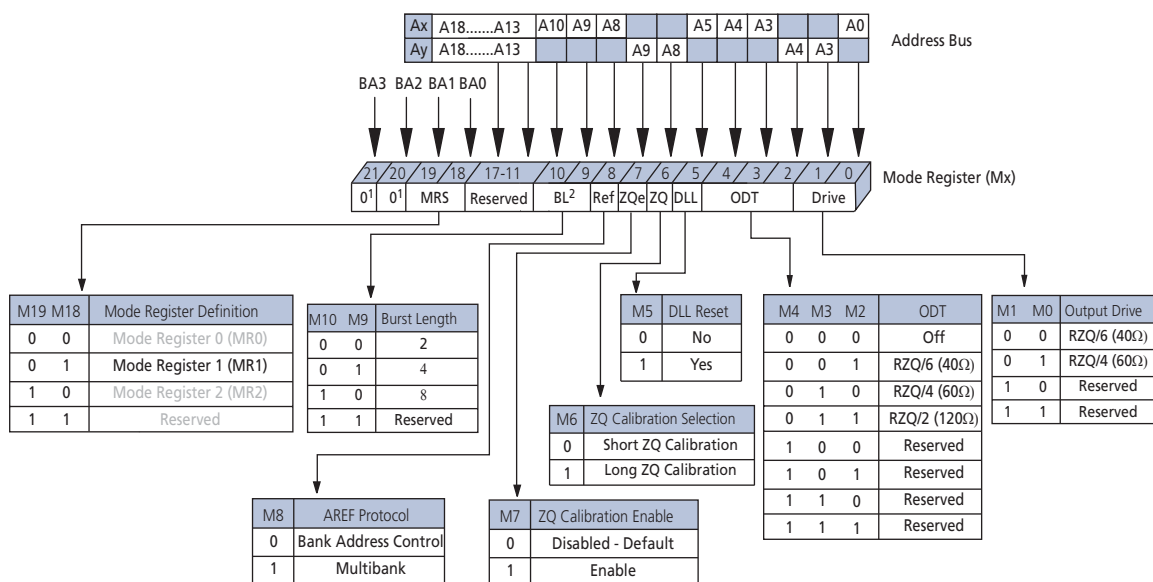 Ax A18.......A13 A10 A9 A8 A5 A4 A3 A0
Ay A18.......A13 A9 A8 A4 A3
Address Bus
BA3 BA2 BA1 BA0
21 20 19 18 17-11 10 9 8 7 6 5 4 3 2 1 0
Mode Register (Mx)
0¹ 0¹ MRS Reserved BL² Ref ZQe ZQ DLL ODT Drive
M19 M18 Mode Register Definition
0 0 Mode Register 0 (MR0)
0 1 Mode Register 1 (MR1)
1 0 Mode Register 2 (MR2)
1 1 Reserved
M10 M9 Burst Length
0 0 2
0 1 4
1 0 8
1 1 Reserved
M5 DLL Reset
0 No
1 Yes
M4 M3 M2 ODT
0 0 0 Off
0 0 1 RZQ/6 (40Ω)
0 1 0 RZQ/4 (60Ω)
0 1 1 RZQ/2 (120Ω)
1 0 0 Reserved
1 0 1 Reserved
1 1 0 Reserved
1 1 1 Reserved
M1 M0 Output Drive
0 0 RZQ/6 (40Ω)
0 1 RZQ/4 (60Ω)
1 0 Reserved
1 1 Reserved
M6 ZQ Calibration Selection
0 Short ZQ Calibration
1 Long ZQ Calibration
M8 AREF Protocol
0 Bank Address Control
1 Multibank
M7 ZQ Calibration Enable
0 Disabled - Default
1 Enable